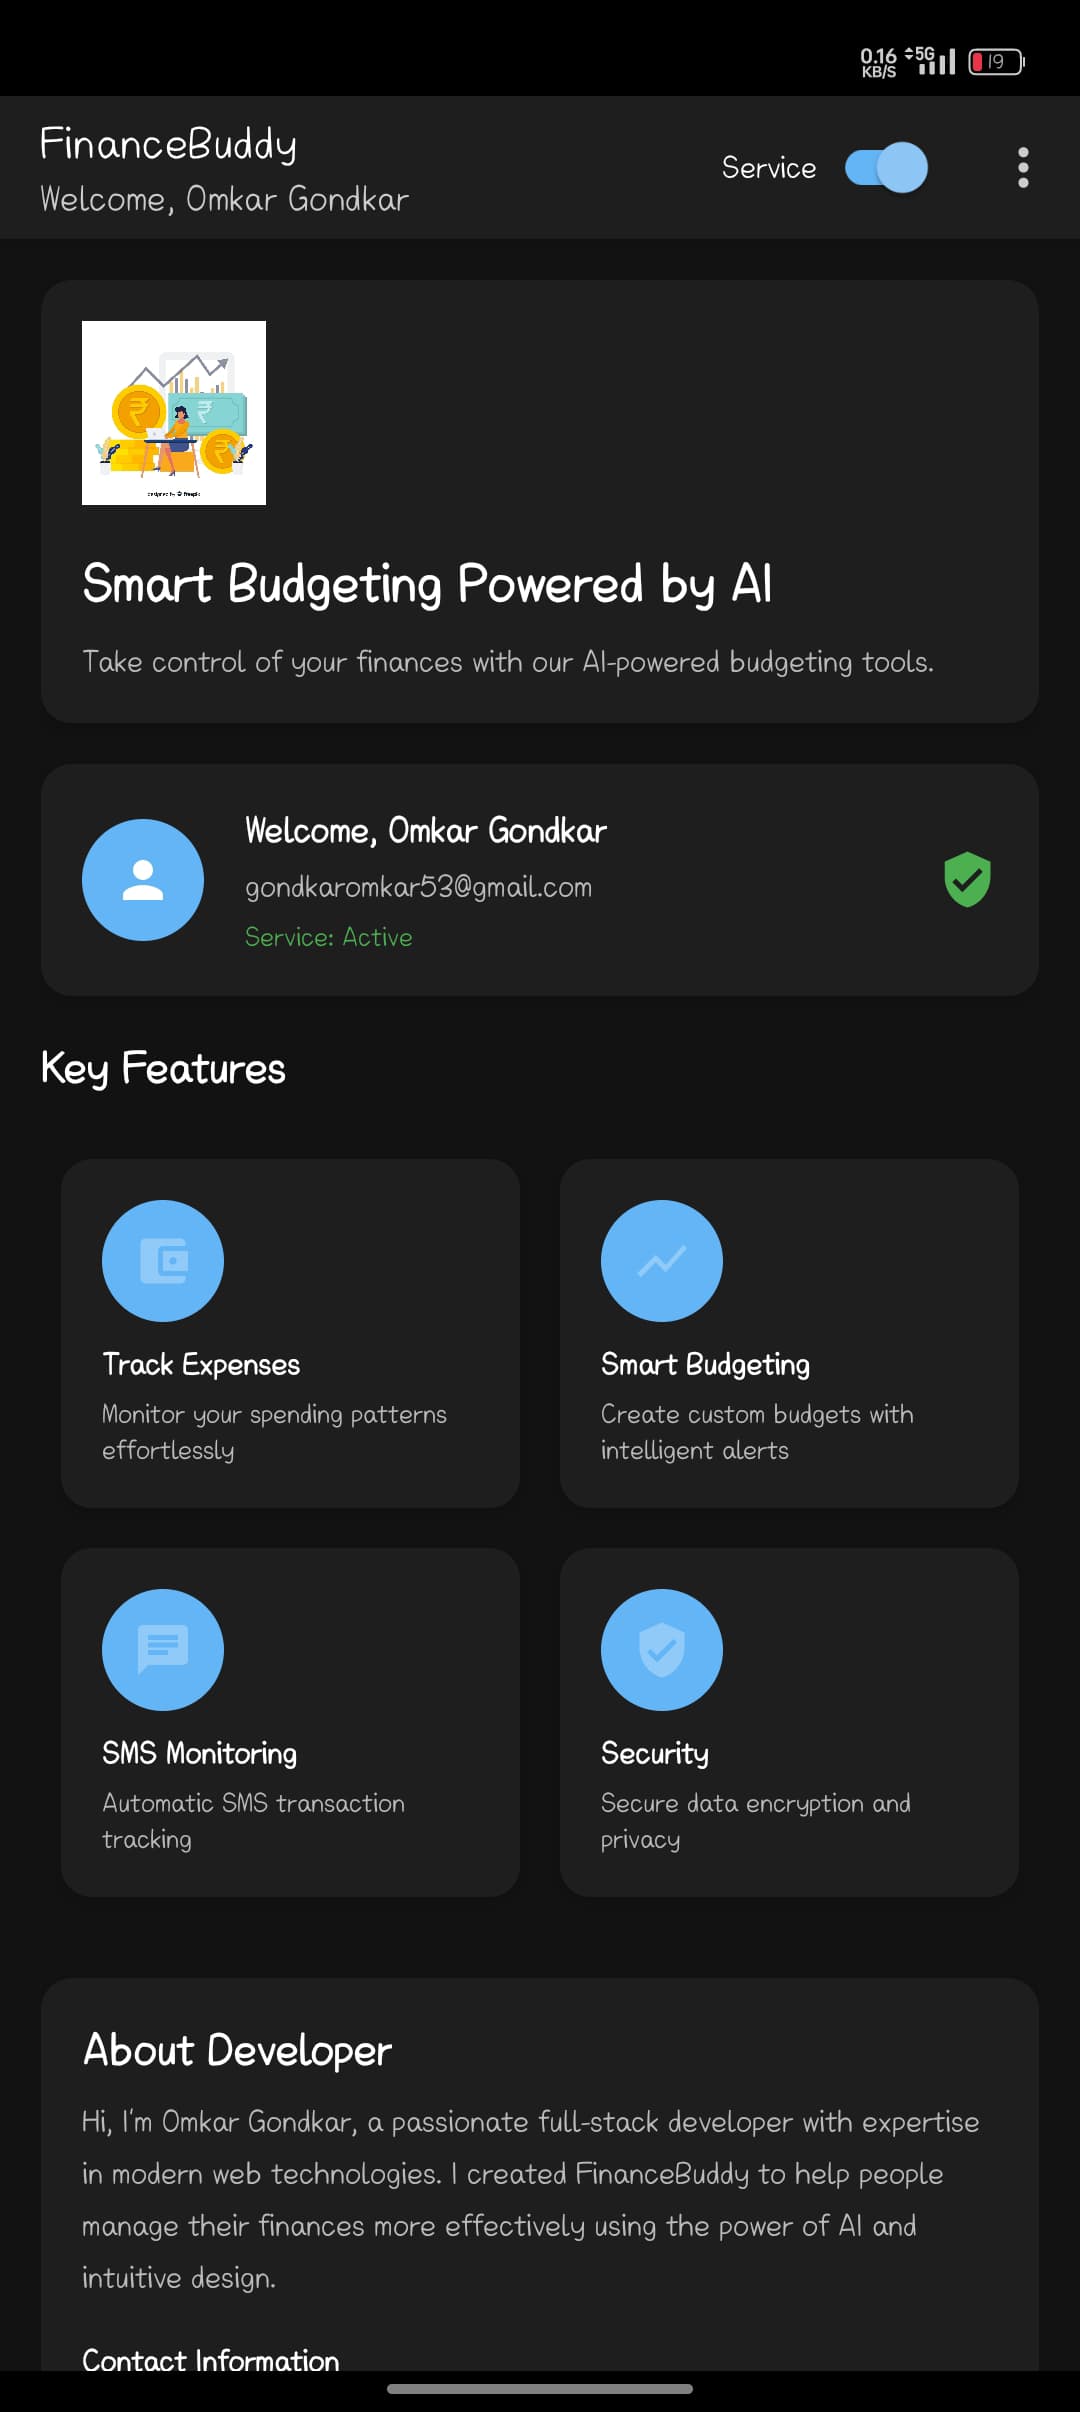 0.16
KB/S
5G
19
FinanceBuddy
Welcome, Omkar Gondkar
Service
Smart Budgeting Powered by AI
Take control of your finances with our AI-powered budgeting tools.
Welcome, Omkar Gondkar
gondkaromkar53@gmail.com
Service: Active
Key Features
Track Expenses
Monitor your spending patterns
effortlessly
Smart Budgeting
Create custom budgets with
intelligent alerts
SMS Monitoring
Automatic SMS transaction
tracking
Security
Secure data encryption and
privacy
About Developer
Hi, I'm Omkar Gondkar, a passionate full-stack developer with expertise
in modern web technologies. I created FinanceBuddy to help people
manage their finances more effectively using the power of AI and
intuitive design.
Contact Information